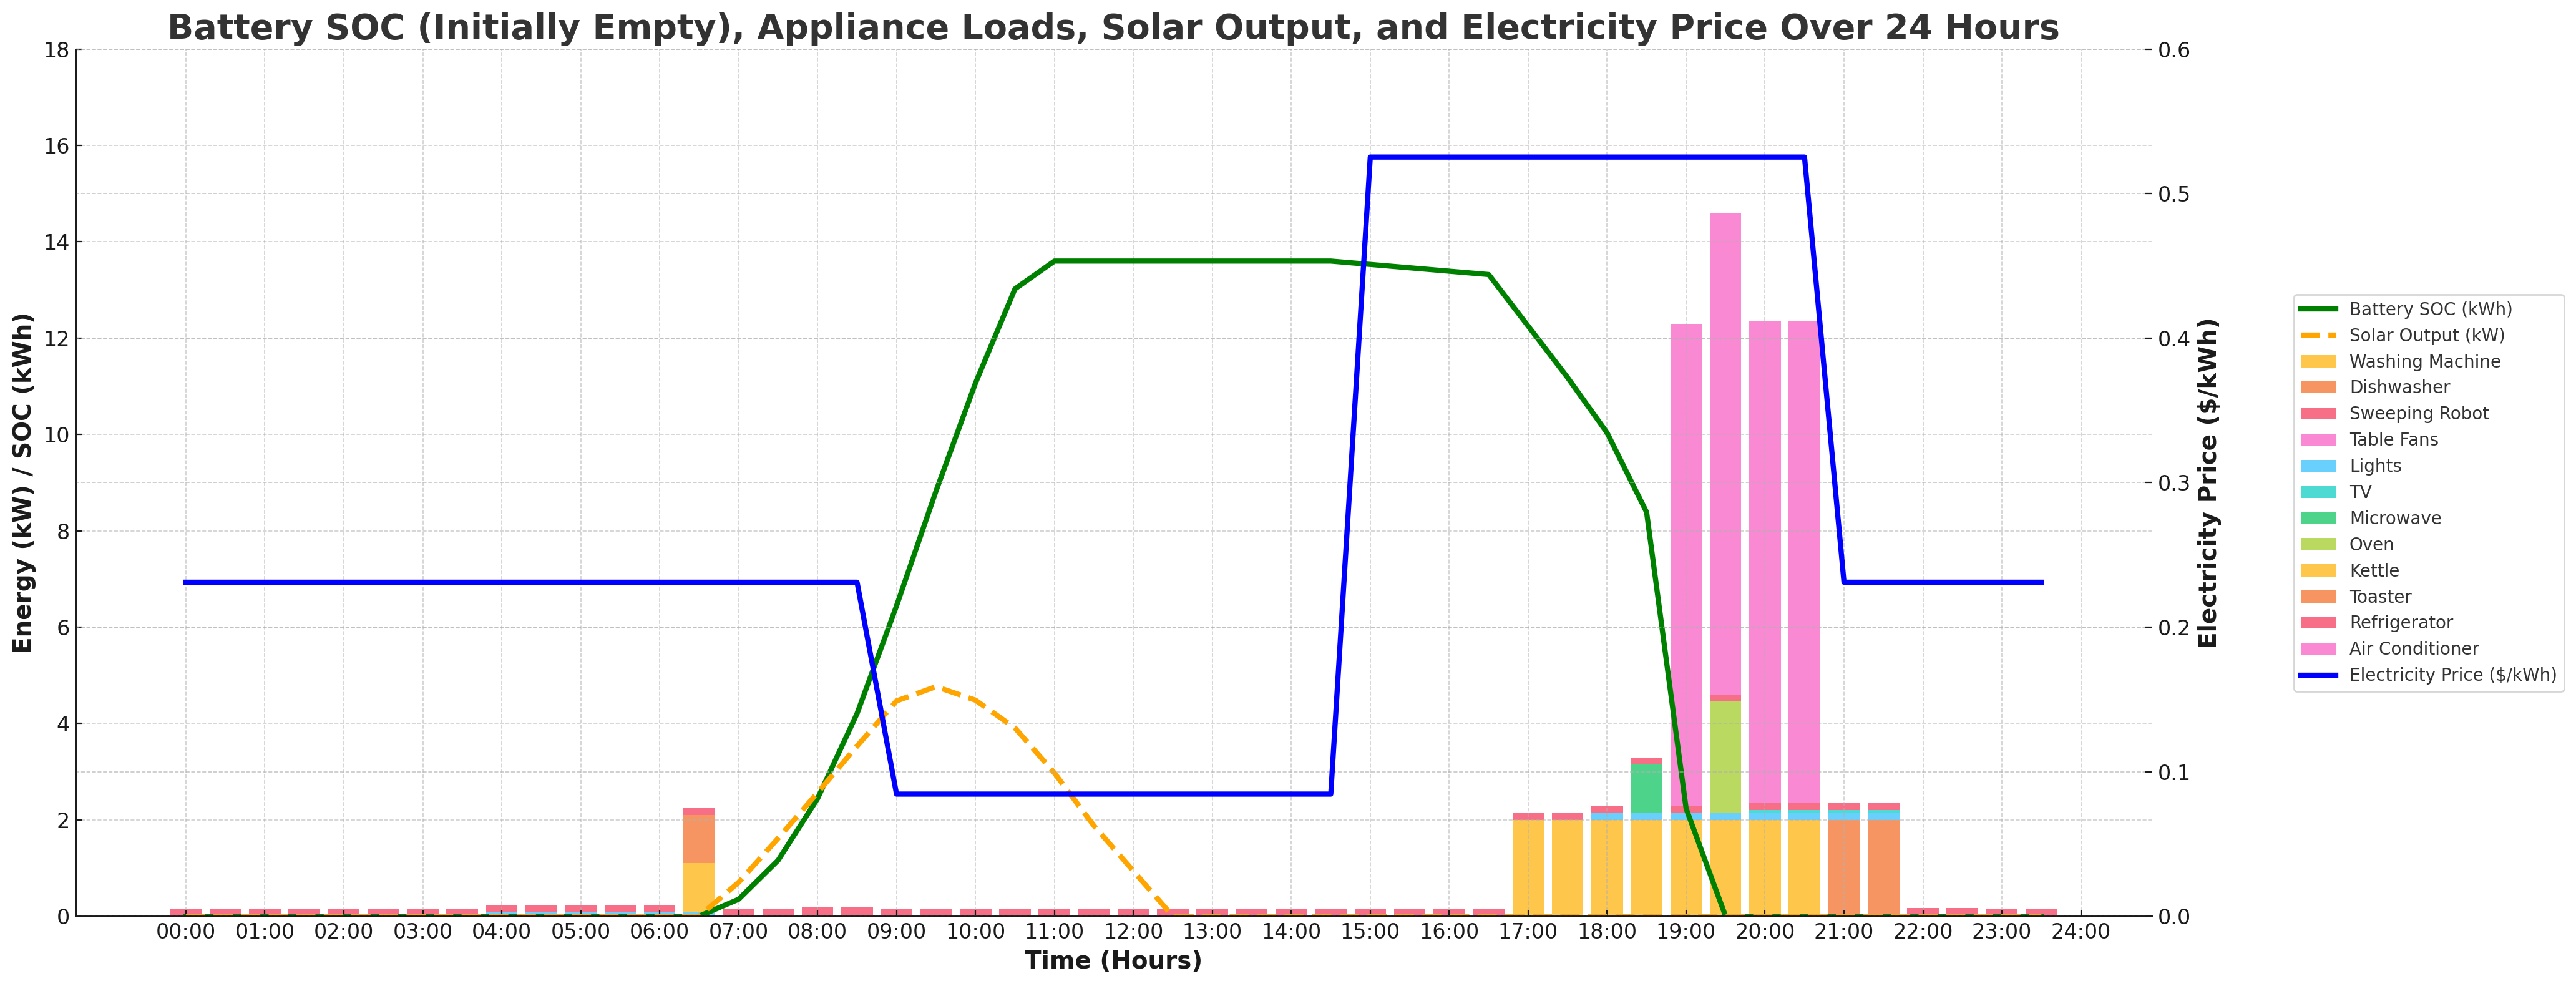 Battery SOC (Initially Empty), Appliance Loads, Solar Output, and Electricity Price Over 24 Hours
Energy (kW) / SOC (kWh)
18
16
14
12
10
8
6
4
2
0
00:00 01:00 02:00 03:00 04:00 05:00 06:00 07:00 08:00 09:00 10:00 11:00 12:00 13:00 14:00 15:00 16:00 17:00 18:00 19:00 20:00 21:00 22:00 23:00 24:00
Time (Hours)
0.6
0.5
0.4
0.3
0.2
0.1
0.0
Electricity Price ($/kWh)
Battery SOC (kWh)
Solar Output (kW)
Washing Machine
Dishwasher
Sweeping Robot
Table Fans
Lights
TV
Microwave
Oven
Kettle
Toaster
Refrigerator
Air Conditioner
Electricity Price ($/kWh)